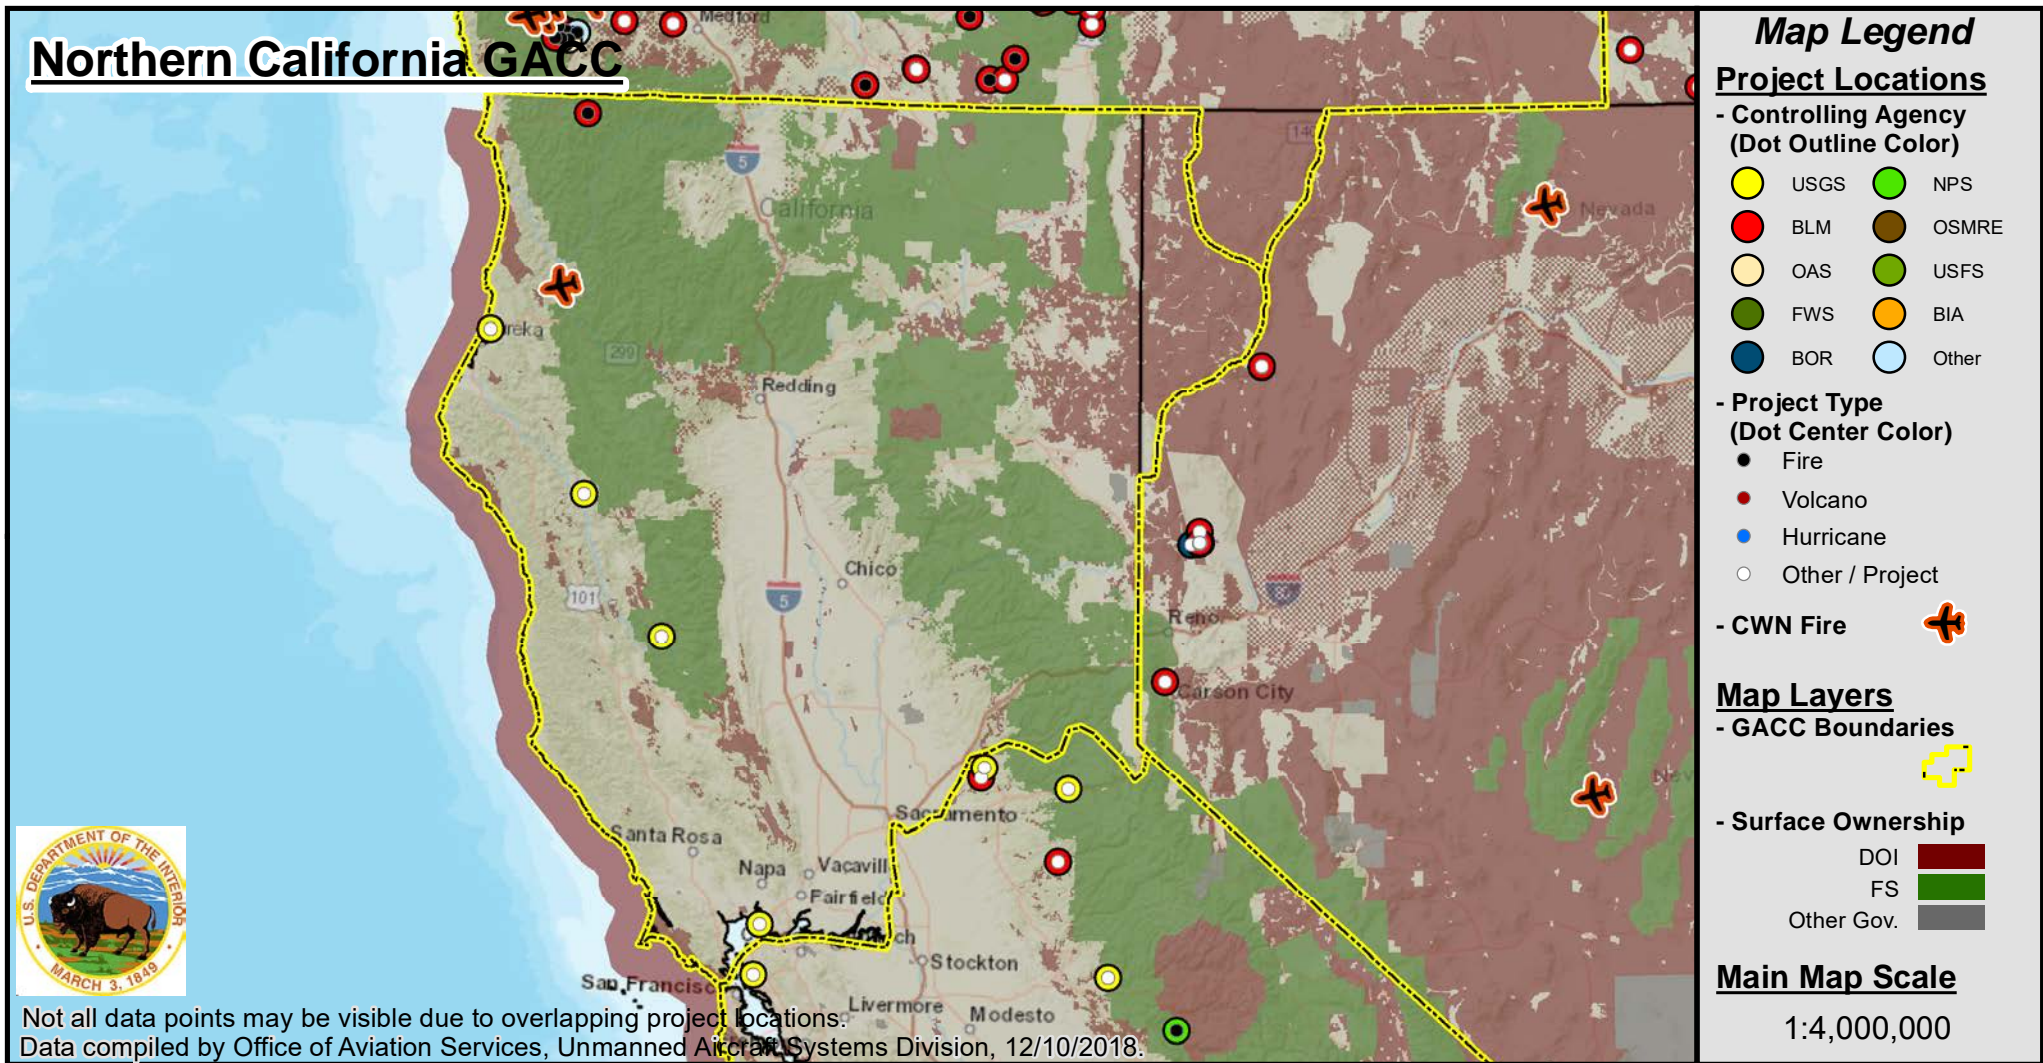 Northern California GACC
Medford
5
140
California
Nevada
reka
299
Redding
Chico
101
5
80
Reno
Carson City
Nev
Sacramento
Santa Rosa
Napa
Vacavill
Fairfield
ch
Stockton
San Francisc
Livermore
Modesto
U.S. DEPARTMENT OF THE INTERIOR
MARCH 3, 1849
Not all data points may be visible due to overlapping project locations.
Data compiled by Office of Aviation Services, Unmanned Aircraft Systems Division, 12/10/2018.
Map Legend
Project Locations
- Controlling Agency
(Dot Outline Color)
USGS NPS
BLM OSMRE
OAS USFS
FWS BIA
BOR Other
- Project Type
(Dot Center Color)
Fire
Volcano
Hurricane
Other / Project
- CWN Fire
Map Layers
- GACC Boundaries
- Surface Ownership
DOI
FS
Other Gov.
Main Map Scale
1:4,000,000